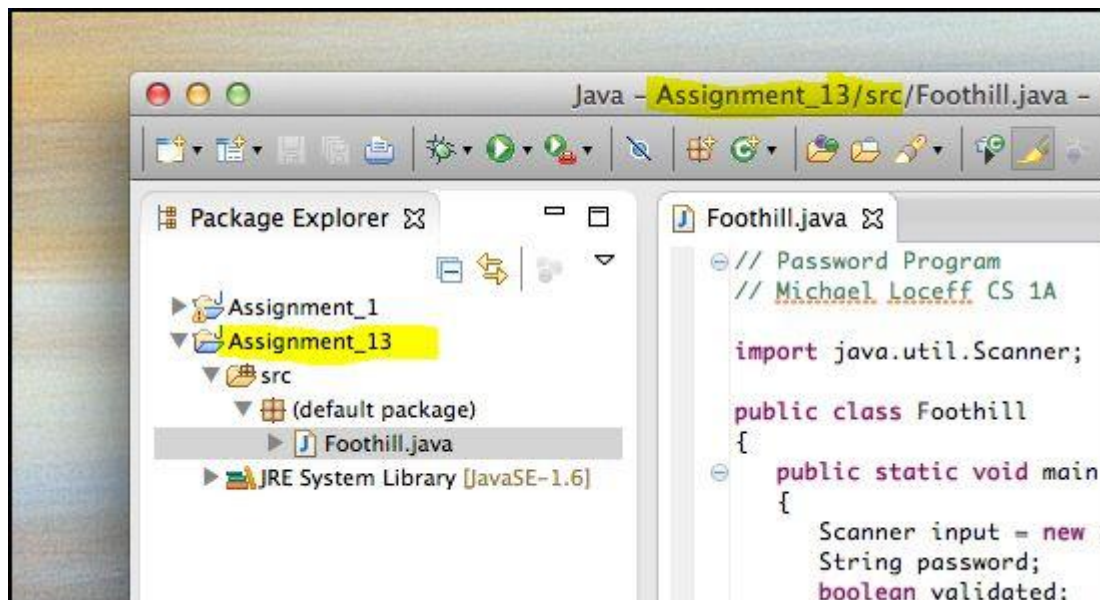 Java – Assignment_13/src/Foothill.java –
Package Explorer
Assignment_1
Assignment_13
src
(default package)
Foothill.java
JRE System Library [JavaSE-1.6]
Foothill.java
// Password Program
// Michael Loceff CS 1A
import java.util.Scanner;
public class Foothill
{
public static void main
{
Scanner input = new
String password;
boolean validated;